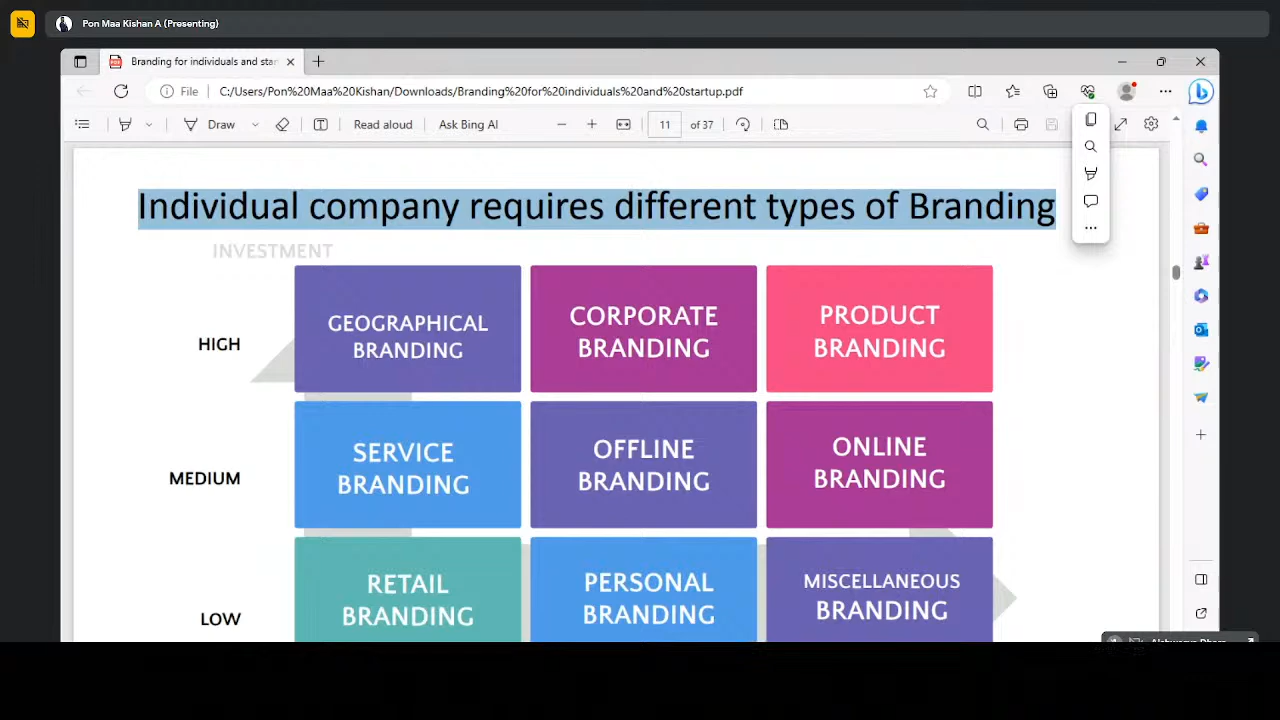 Pon Maa Kishan A (Presenting)
Branding for individuals and star
File C:/Users/Pon%20Maa%20Kishan/Downloads/Branding%20for%20individuals%20and%20startup.pdf
Draw Read aloud Ask Bing AI 11 of 37
Individual company requires different types of Branding
INVESTMENT
HIGH
GEOGRAPHICAL
BRANDING
CORPORATE
BRANDING
PRODUCT
BRANDING
MEDIUM
SERVICE
BRANDING
OFFLINE
BRANDING
ONLINE
BRANDING
LOW
RETAIL
BRANDING
PERSONAL
BRANDING
MISCELLANEOUS
BRANDING